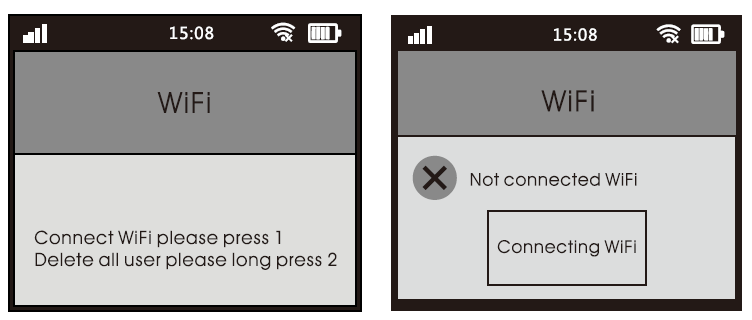 15:08
WiFi
Connect WiFi please press 1
Delete all user please long press 2
15:08
WiFi
Not connected WiFi
Connecting WiFi